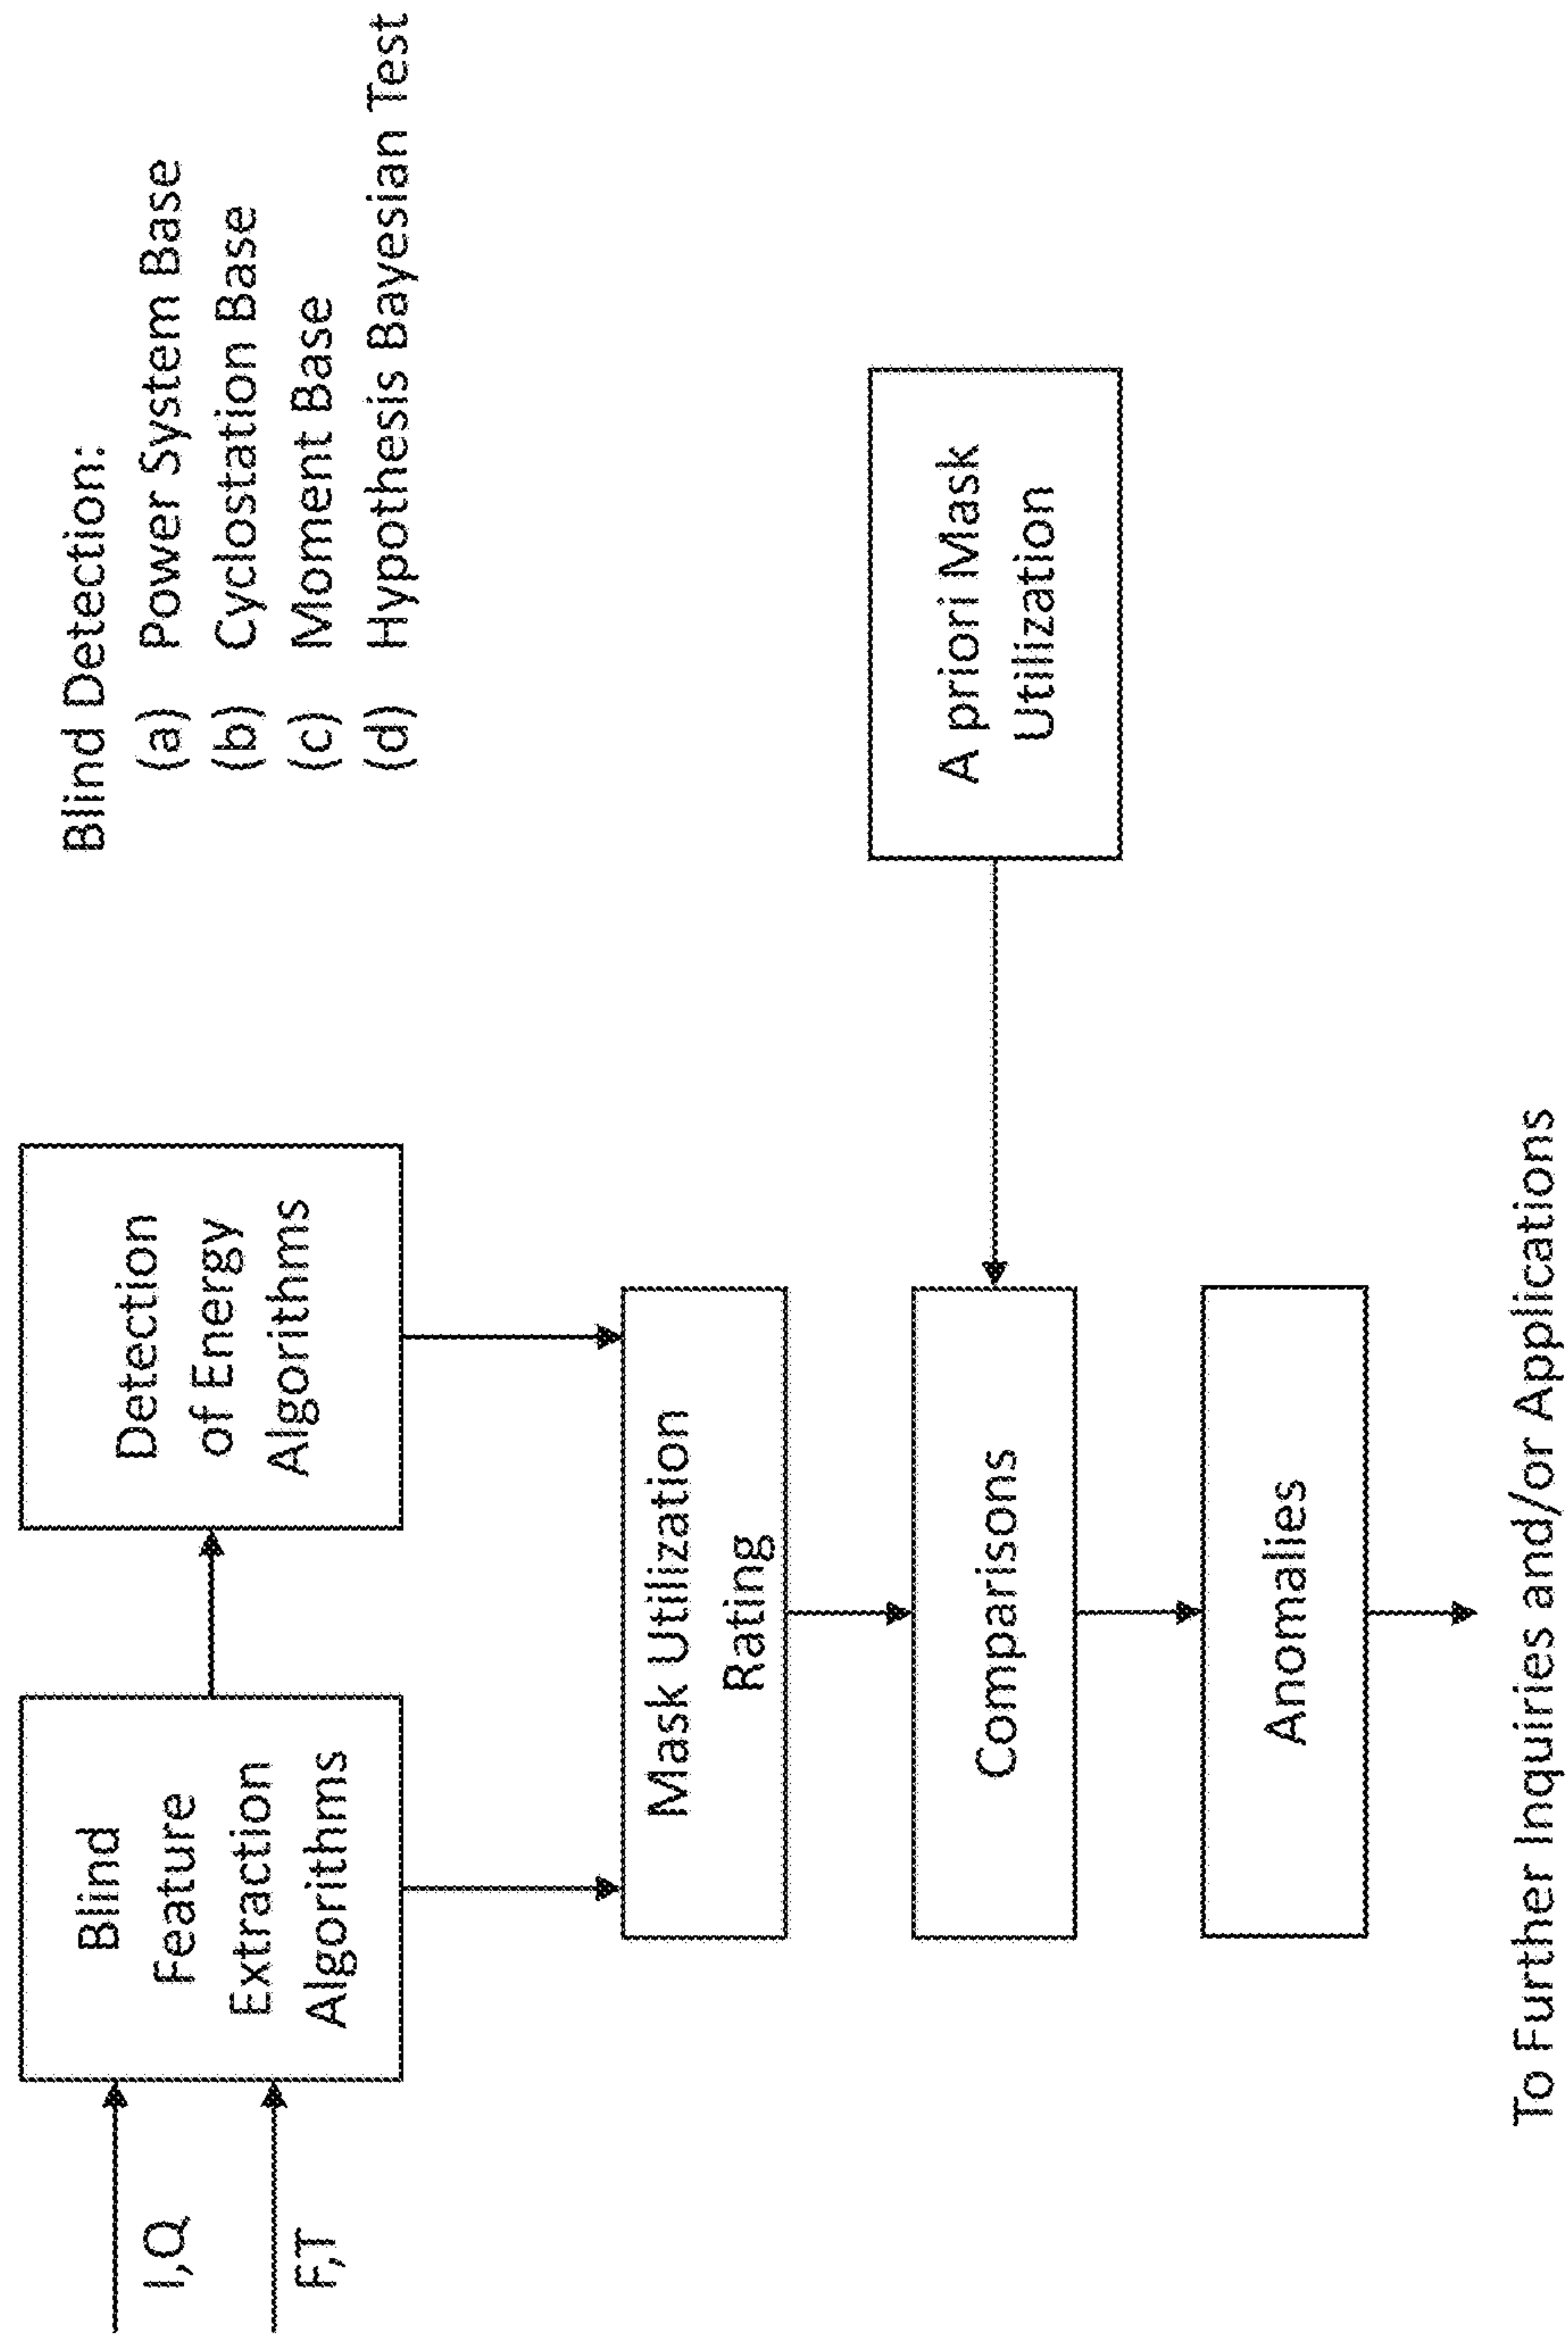 Blind Detection:
(a) Power System Base
(b) Cyclostation Base
(c) Moment Base
(d) Hypothesis Bayesian Test
I,Q
F,T
Blind
Feature
Extraction
Algorithms
Detection
of Energy
Algorithms
Mask Utilization
Rating
Comparisons
A priori Mask
Utilization
Anomalies
To Further Inquiries and/or Applications